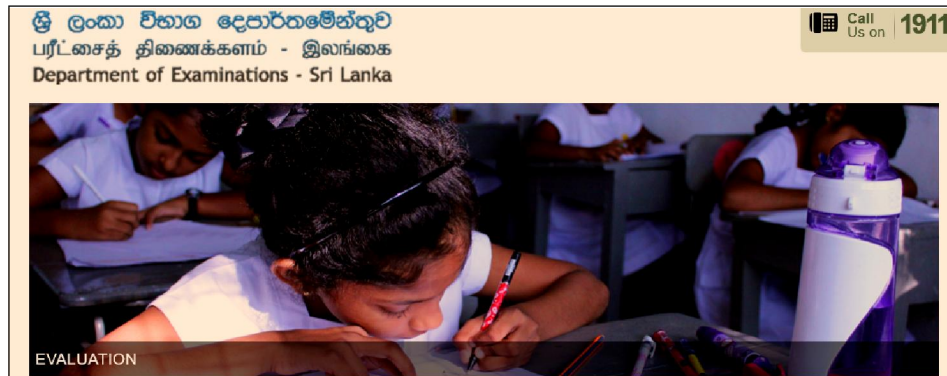 ශ්‍රී ලංකා විභාග දෙපාර්තමේන්තුව
பரீட்சைத் திணைக்களம் - இலங்கை
Department of Examinations - Sri Lanka
Call
Us on
1911
EVALUATION